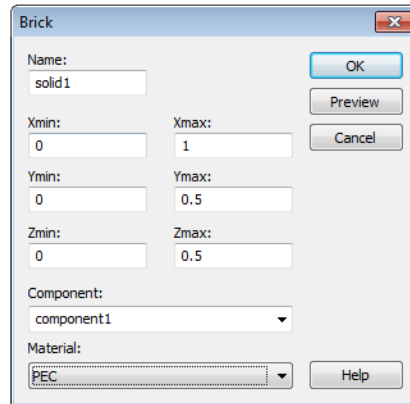 Brick
Name:
solid1
OK
Preview
Xmin: Xmax:
0 1
Cancel
Ymin: Ymax:
0 0.5
Zmin: Zmax:
0 0.5
Component:
component1
Material:
PEC
Help